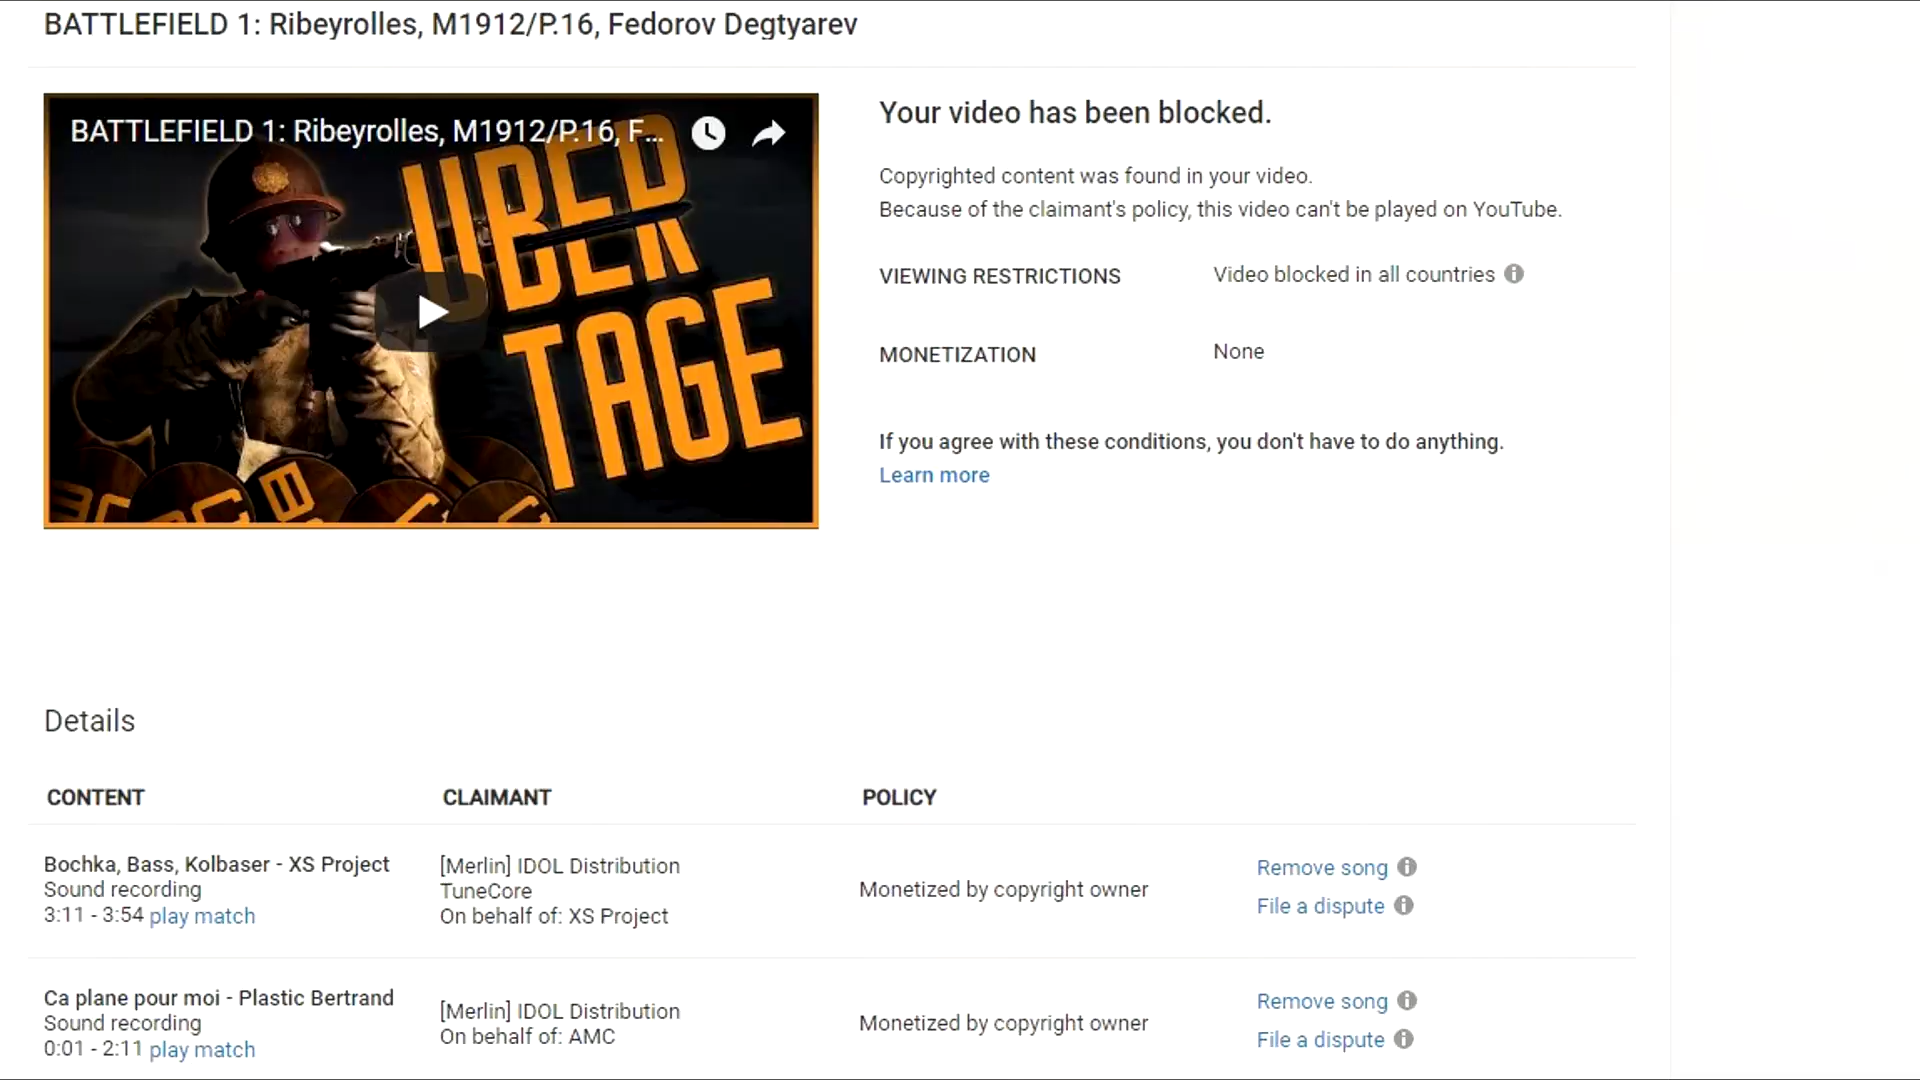 BATTLEFIELD 1: Ribeyrolles, M1912/P.16, Fedorov Degtyarev
BATTLEFIELD 1: Ribeyrolles, M1912/P.16, F...
UBER
TAGE
Your video has been blocked.
Copyrighted content was found in your video.
Because of the claimant's policy, this video can't be played on YouTube.
VIEWING RESTRICTIONS Video blocked in all countries
MONETIZATION None
If you agree with these conditions, you don't have to do anything.
Learn more
Details
CONTENT CLAIMANT POLICY
Bochka, Bass, Kolbaser - XS Project
Sound recording
3:11 - 3:54 play match
[Merlin] IDOL Distribution
TuneCore
On behalf of: XS Project
Monetized by copyright owner
Remove song
File a dispute
Ca plane pour moi - Plastic Bertrand
Sound recording
0:01 - 2:11 play match
[Merlin] IDOL Distribution
On behalf of: AMC
Monetized by copyright owner
Remove song
File a dispute